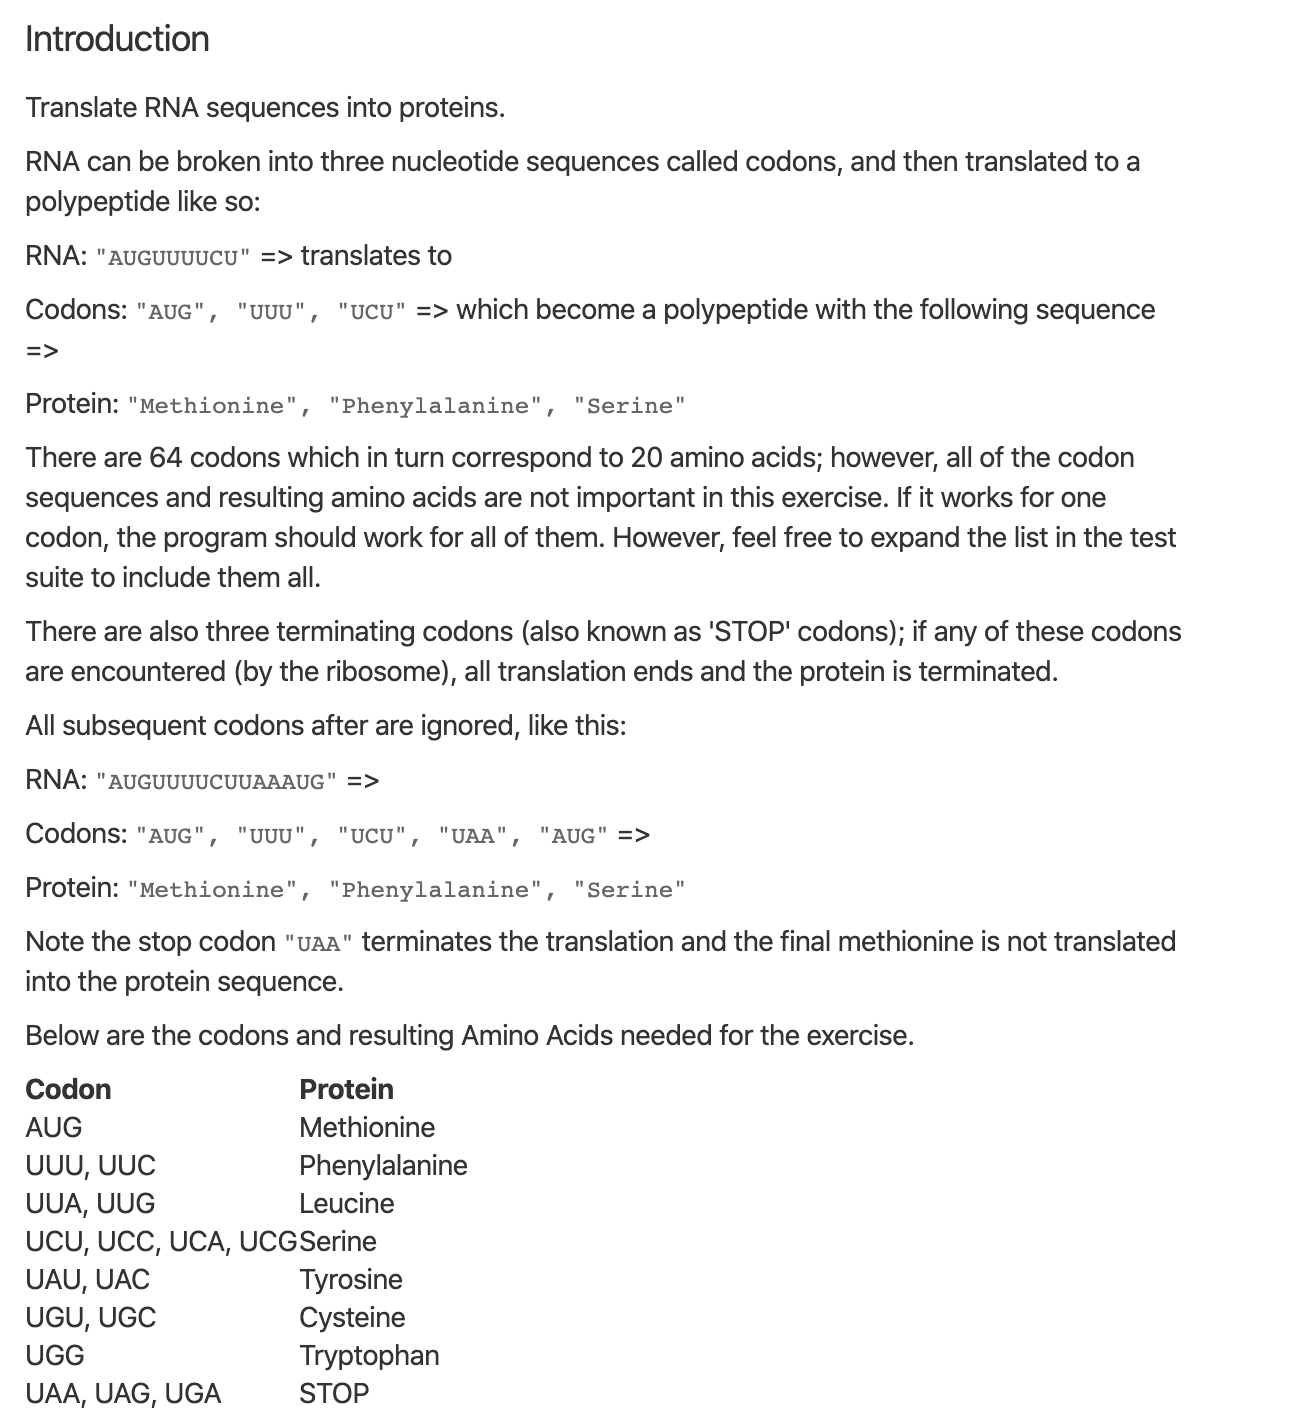 Introduction
Translate RNA sequences into proteins.
RNA can be broken into three nucleotide sequences called codons, and then translated to a
polypeptide like so:
RNA: "AUGUUUUCU" => translates to
Codons: "AUG", "UUU", "UCU" => which become a polypeptide with the following sequence
=>
Protein: "Methionine", "Phenylalanine", "Serine"
There are 64 codons which in turn correspond to 20 amino acids; however, all of the codon
sequences and resulting amino acids are not important in this exercise. If it works for one
codon, the program should work for all of them. However, feel free to expand the list in the test
suite to include them all.
There are also three terminating codons (also known as 'STOP' codons); if any of these codons
are encountered (by the ribosome), all translation ends and the protein is terminated.
All subsequent codons after are ignored, like this:
RNA: "AUGUUUUCUUAAAUG" =>
Codons: "AUG", "UUU", "UCU", "UAA", "AUG" =>
Protein: "Methionine", "Phenylalanine", "Serine"
Note the stop codon "UAA" terminates the translation and the final methionine is not translated
into the protein sequence.
Below are the codons and resulting Amino Acids needed for the exercise.
Codon Protein
AUG Methionine
UUU, UUC Phenylalanine
UUA, UUG Leucine
UCU, UCC, UCA, UCG Serine
UAU, UAC Tyrosine
UGU, UGC Cysteine
UGG Tryptophan
UAA, UAG, UGA STOP